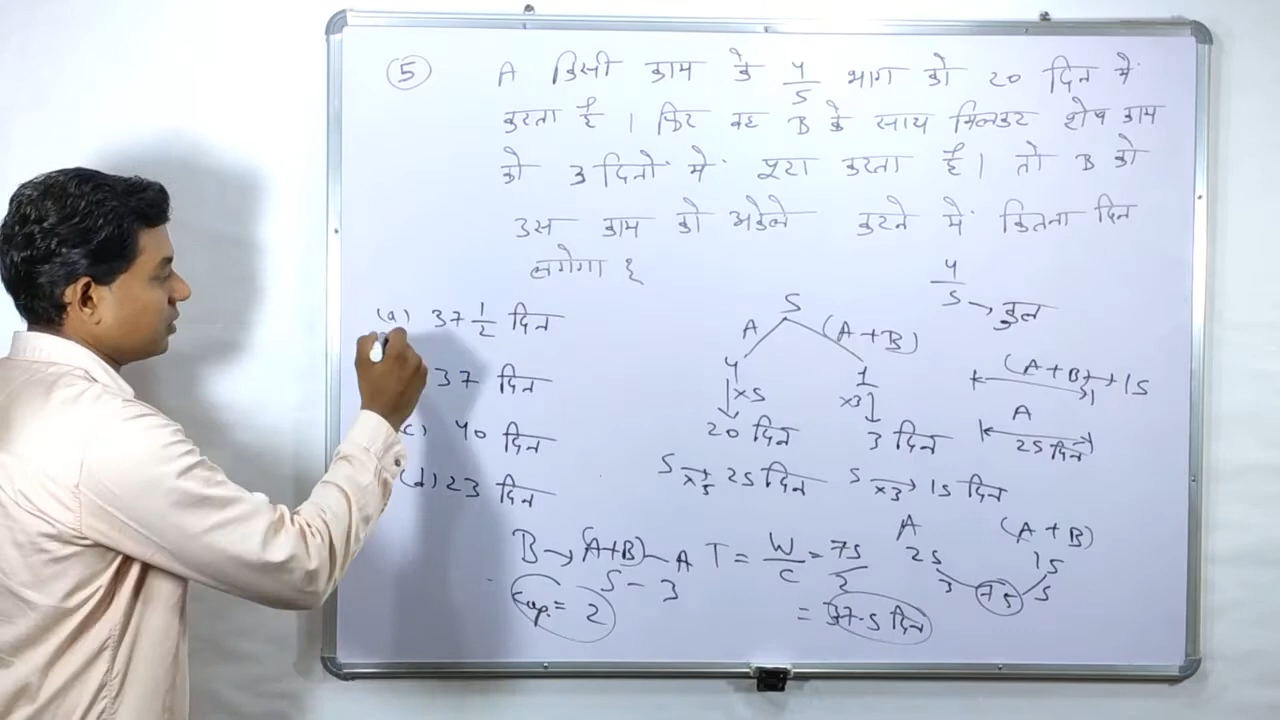 5 A किसी काम के 4/5 भाग को 20 दिन में
करता है । फिर वह B के साथ मिलकर शेष काम
को 3 दिनों में पूरा करता है । तो B को
उस काम को अकेले करने में कितना दिन
लगेगा ?
4/5 → कुल
(a) 37 1/2 दिन
37 दिन
(c) 40 दिन
(d) 23 दिन
5
A (A+B)
4 1
×5 ×3
20 दिन 3 दिन
5 ×5 → 25 दिन 5 ×3 → 15 दिन
(A+B) → 15
A
25 दिन
B → (A+B) - A
5 - 3
Cap. = 2
T = W/C = 75/2
= 37.5 दिन
A (A+B)
25 15
3 75 5